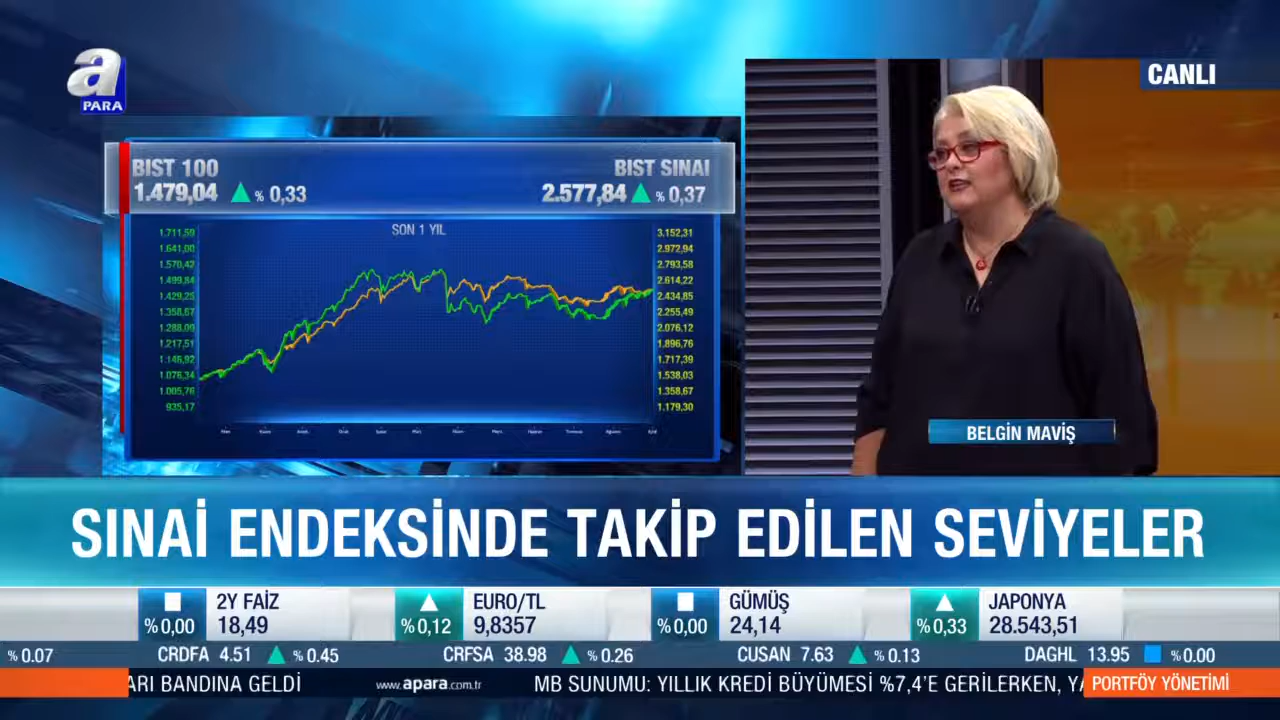 a
PARA
CANLI
BIST 100
1.479,04 % 0,33
BIST SINAI
2.577,84 % 0,37
SON 1 YIL
1.711,59
1.641,00
1.570,42
1.499,84
1.429,25
1.358,67
1.288,09
1.217,51
1.146,92
1.076,34
1.005,76
935,17
3.152,31
2.972,94
2.793,58
2.614,22
2.434,85
2.255,49
2.076,12
1.896,76
1.717,39
1.538,03
1.358,67
1.179,30
BELGİN MAVİŞ
SINAİ ENDEKSİNDE TAKİP EDİLEN SEVİYELER
% 0,00 2Y FAİZ 18,49
% 0,12 EURO/TL 9,8357
% 0,00 GÜMÜŞ 24,14
% 0,33 JAPONYA 28.543,51
% 0.07 CRDFA 4.51 % 0.45 CRFSA 38.98 % 0.26 CUSAN 7.63 % 0.13 DAGHL 13.95 % 0.00
ARI BANDINA GELDİ www.apara.com.tr MB SUNUMU: YILLIK KREDİ BÜYÜMESİ %7,4'E GERİLERKEN, YA PORTFÖY YÖNETİMİ